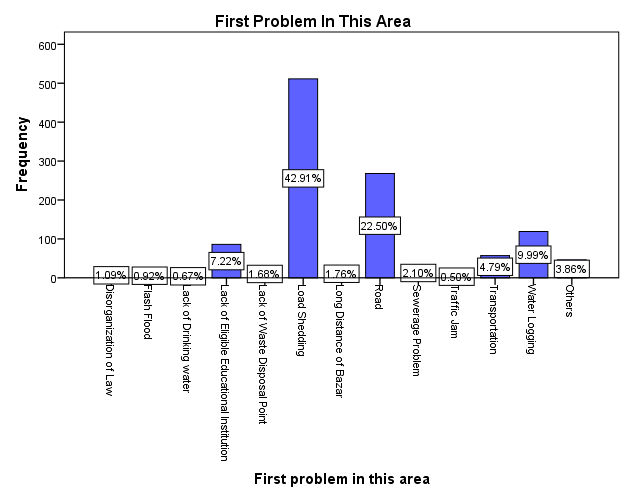 First Problem In This Area
600
500
400
300
200
100
0
Frequency
1.09%
0.92%
0.67%
7.22%
1.68%
42.91%
1.76%
22.50%
2.10%
0.50%
4.79%
9.99%
3.86%
Disorganization of Law
Flash Flood
Lack of Drinking water
Lack of Eligible Educational Institution
Lack of Waste Disposal Point
Load Shedding
Long Distance of Bazar
Road
Sewerage Problem
Traffic Jam
Transportation
Water Logging
Others
First problem in this area